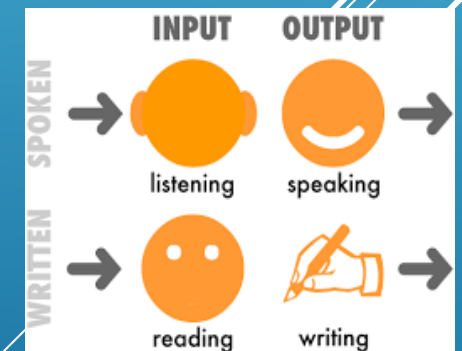 INPUT OUTPUT
SPOKEN
listening speaking
WRITTEN
reading writing